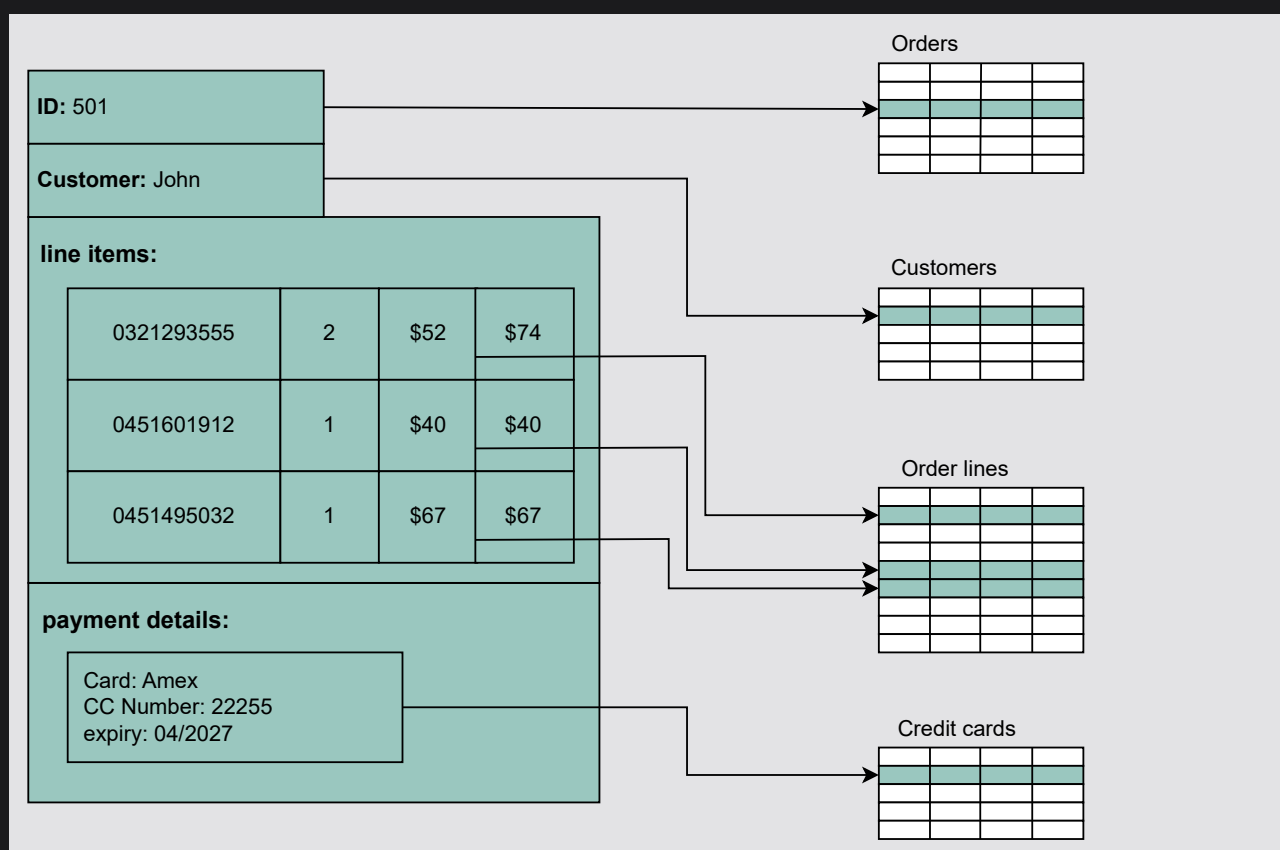 Orders
ID: 501
Customer: John
Customers
line items:
0321293555 2 $52 $74
0451601912 1 $40 $40
0451495032 1 $67 $67
Order lines
payment details:
Card: Amex
CC Number: 22255
expiry: 04/2027
Credit cards